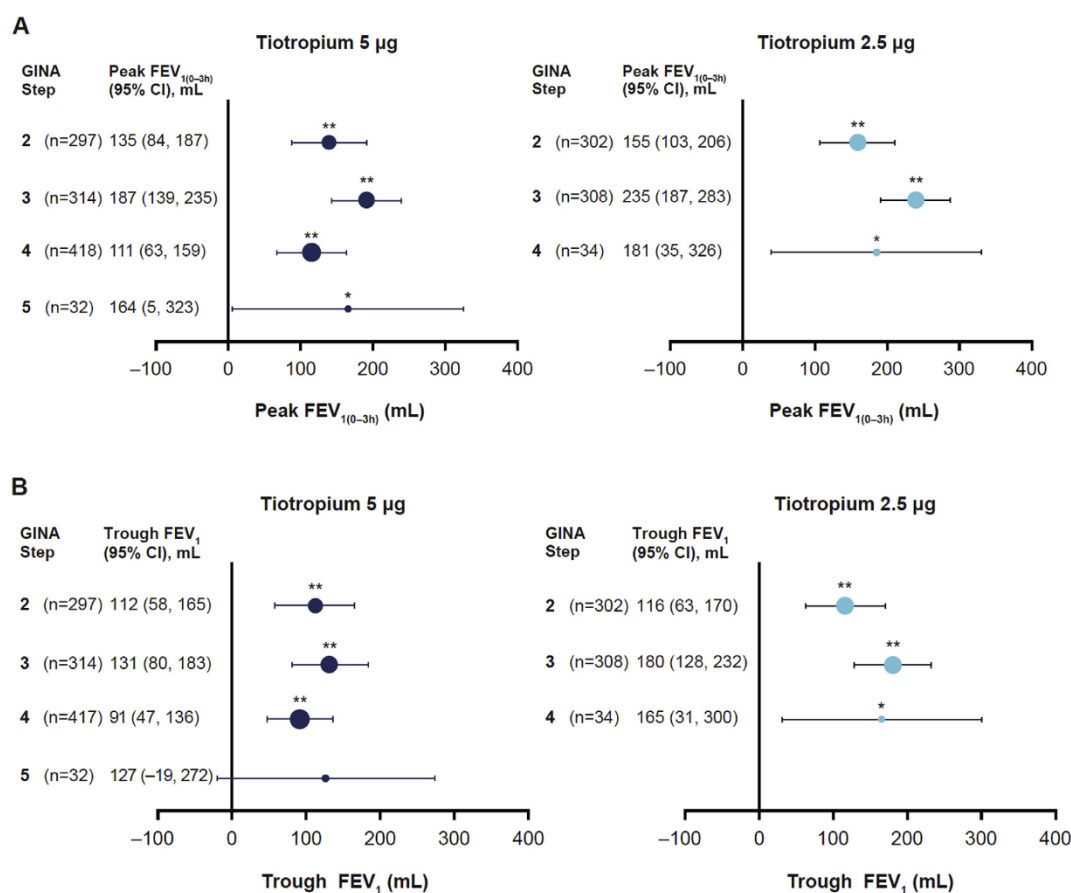 A
Tiotropium 5 µg
GINA Step
Peak FEV1(0–3h) (95% CI), mL
2 (n=297) 135 (84, 187)
**
3 (n=314) 187 (139, 235)
**
4 (n=418) 111 (63, 159)
**
5 (n=32) 164 (5, 323)
*
–100 0 100 200 300 400
Peak FEV1(0–3h) (mL)
Tiotropium 2.5 µg
GINA Step
Peak FEV1(0–3h) (95% CI), mL
2 (n=302) 155 (103, 206)
**
3 (n=308) 235 (187, 283)
**
4 (n=34) 181 (35, 326)
*
–100 0 100 200 300 400
Peak FEV1(0–3h) (mL)
B
Tiotropium 5 µg
GINA Step
Trough FEV1 (95% CI), mL
2 (n=297) 112 (58, 165)
**
3 (n=314) 131 (80, 183)
**
4 (n=417) 91 (47, 136)
**
5 (n=32) 127 (–19, 272)
–100 0 100 200 300 400
Trough FEV1 (mL)
Tiotropium 2.5 µg
GINA Step
Trough FEV1 (95% CI), mL
2 (n=302) 116 (63, 170)
**
3 (n=308) 180 (128, 232)
**
4 (n=34) 165 (31, 300)
*
–100 0 100 200 300 400
Trough FEV1 (mL)